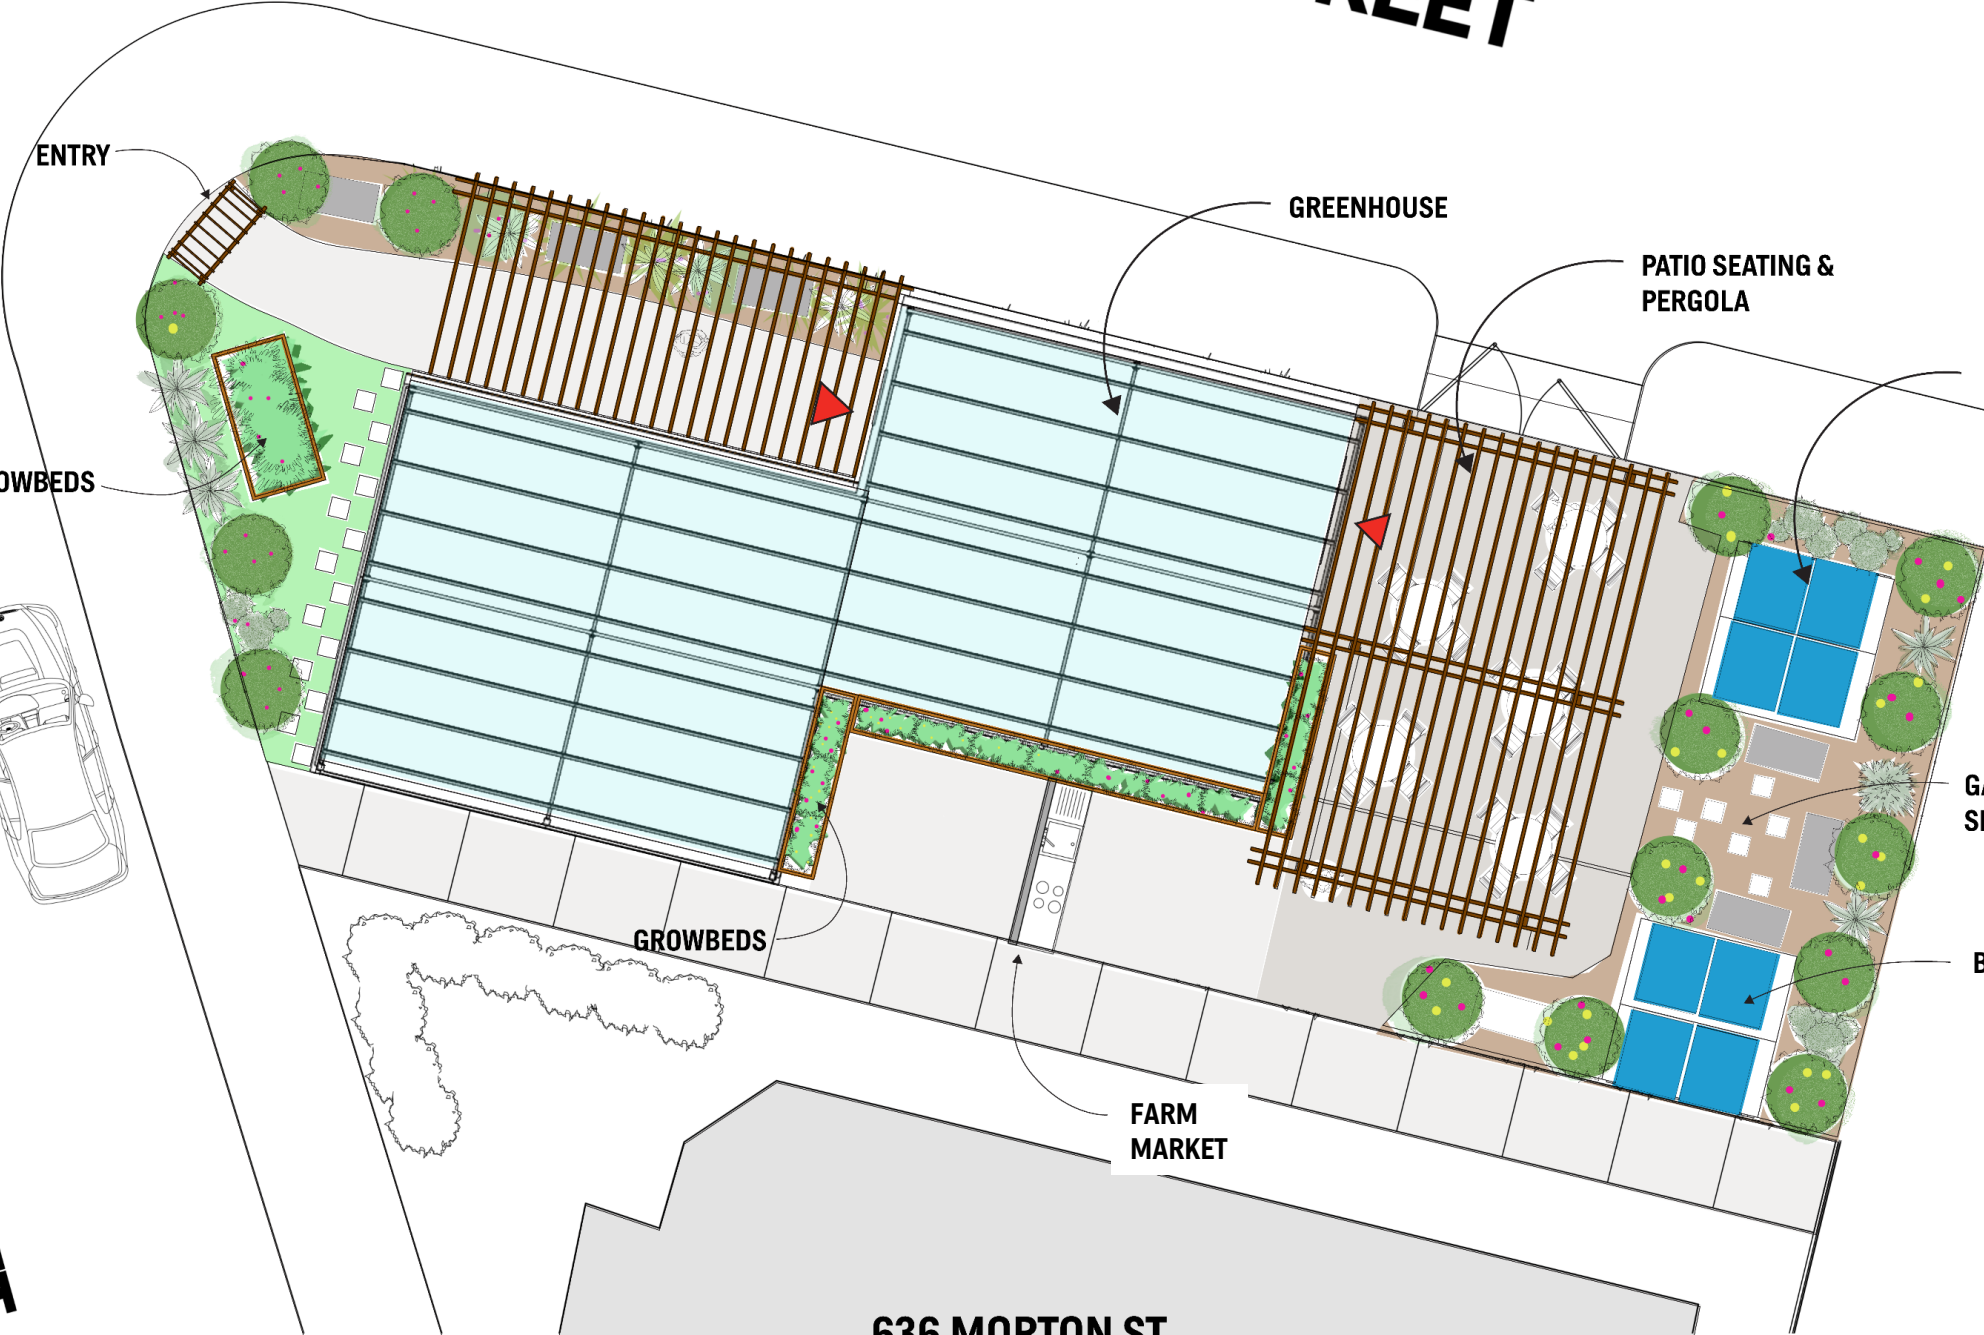 ENTRY
GREENHOUSE
PATIO SEATING &
PERGOLA
GROWBEDS
FARM
MARKET
636 MORTON ST